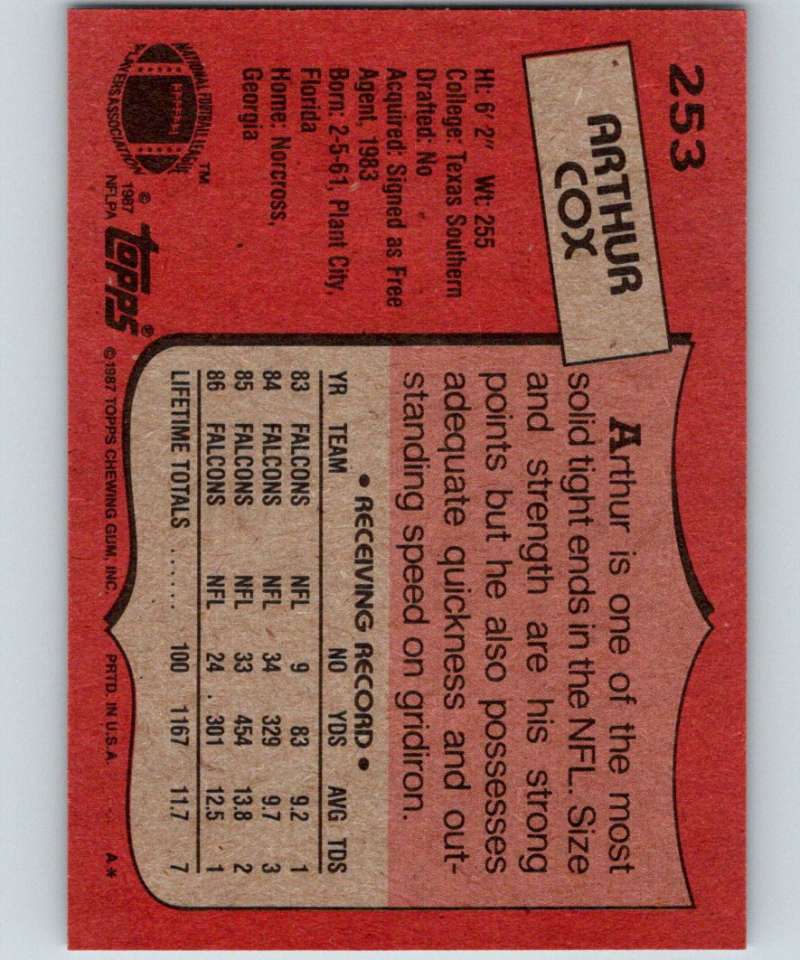 253
ARTHUR
COX
Ht: 6' 2" Wt: 255
College: Texas Southern
Drafted: No
Acquired: Signed as Free
Agent, 1983
Born: 2-5-61, Plant City,
Florida
Home: Norcross,
Georgia
NATIONAL FOOTBALL LEAGUE
PLAYERS ASSOCIATION
TM
© 1987
NFLPA
topps®
Arthur is one of the most
solid tight ends in the NFL. Size
and strength are his strong
points but he also possesses
adequate quickness and out-
standing speed on gridiron.
• RECEIVING RECORD •
YR TEAM NO YDS AVG TDS
83 FALCONS NFL 9 83 9.2 1
84 FALCONS NFL 34 329 9.7 3
85 FALCONS NFL 33 454 13.8 2
86 FALCONS NFL 24 301 12.5 1
LIFETIME TOTALS ...... 100 1167 11.7 7
©1987 TOPPS CHEWING GUM, INC. PRTD. IN U.S.A. A*